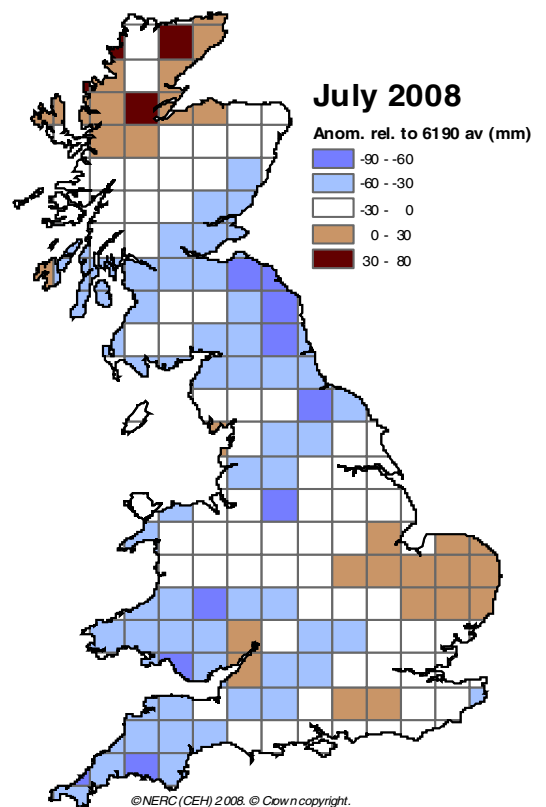 July 2008
Anom. rel. to 6190 av (mm)
-90 - -60
-60 - -30
-30 - 0
0 - 30
30 - 80
©NERC (CEH) 2008. © Crown copyright.